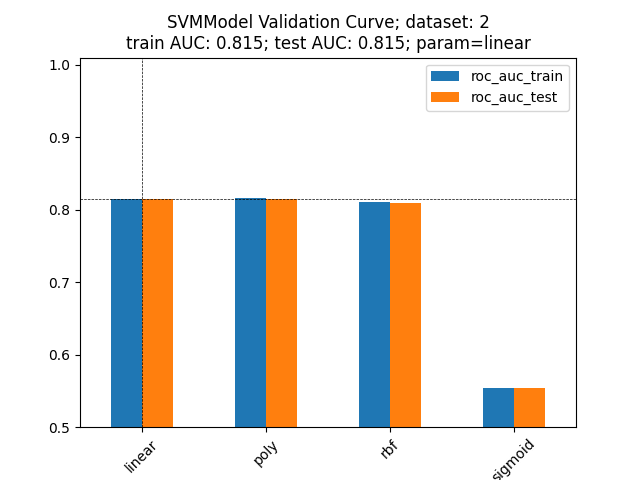 SVMModel Validation Curve; dataset: 2
train AUC: 0.815; test AUC: 0.815; param=linear
1.0
0.9
0.8
0.7
0.6
0.5
roc_auc_train
roc_auc_test
linear
poly
rbf
sigmoid